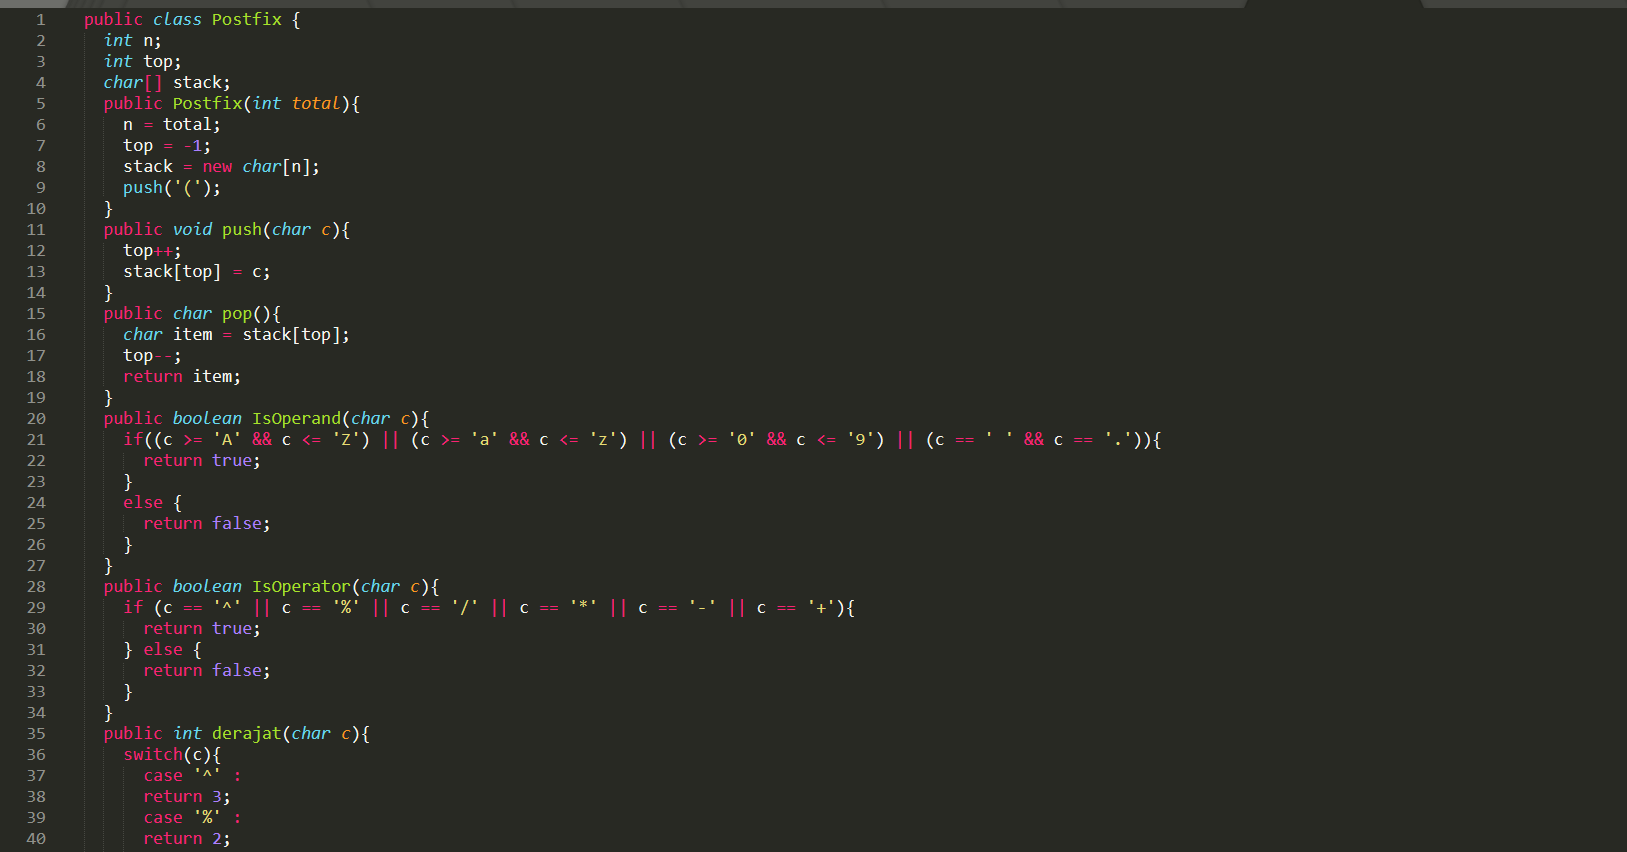 1 public class Postfix {
2 int n;
3 int top;
4 char[] stack;
5 public Postfix(int total){
6 n = total;
7 top = -1;
8 stack = new char[n];
9 push('(');
10 }
11 public void push(char c){
12 top++;
13 stack[top] = c;
14 }
15 public char pop(){
16 char item = stack[top];
17 top--;
18 return item;
19 }
20 public boolean IsOperand(char c){
21 if((c >= 'A' && c <= 'Z') || (c >= 'a' && c <= 'z') || (c >= '0' && c <= '9') || (c == ' ' && c == '.')){
22 return true;
23 }
24 else {
25 return false;
26 }
27 }
28 public boolean IsOperator(char c){
29 if (c == '^' || c == '%' || c == '/' || c == '*' || c == '-' || c == '+'){
30 return true;
31 } else {
32 return false;
33 }
34 }
35 public int derajat(char c){
36 switch(c){
37 case '^' :
38 return 3;
39 case '%' :
40 return 2;